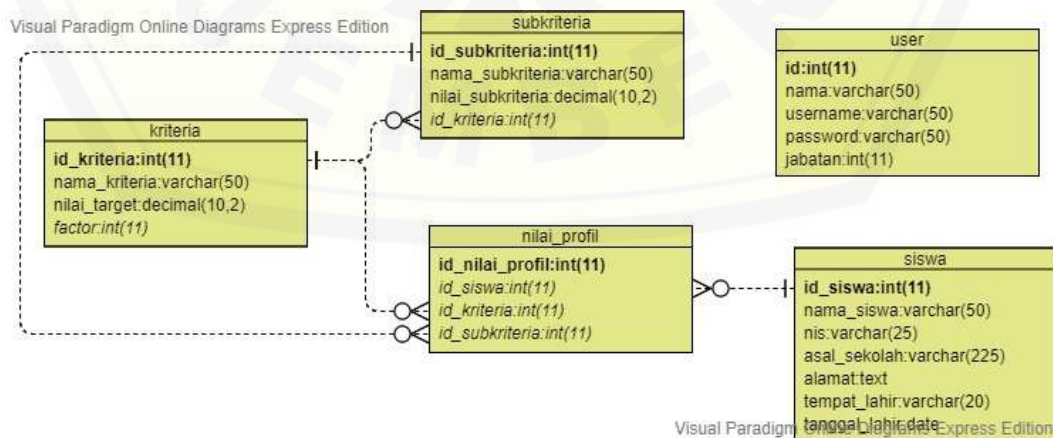 Visual Paradigm Online Diagrams Express Edition
subkriteria
id_subkriteria:int(11)
nama_subkriteria:varchar(50)
nilai_subkriteria:decimal(10,2)
id_kriteria:int(11)
user
id:int(11)
nama:varchar(50)
username:varchar(50)
password:varchar(50)
jabatan:int(11)
kriteria
id_kriteria:int(11)
nama_kriteria:varchar(50)
nilai_target:decimal(10,2)
factor:int(11)
nilai_profil
id_nilai_profil:int(11)
id_siswa:int(11)
id_kriteria:int(11)
id_subkriteria:int(11)
siswa
id_siswa:int(11)
nama_siswa:varchar(50)
nis:varchar(25)
asal_sekolah:varchar(225)
alamat:text
tempat_lahir:varchar(20)
tanggal_lahir:date
Visual Paradigm Online Diagrams Express Edition